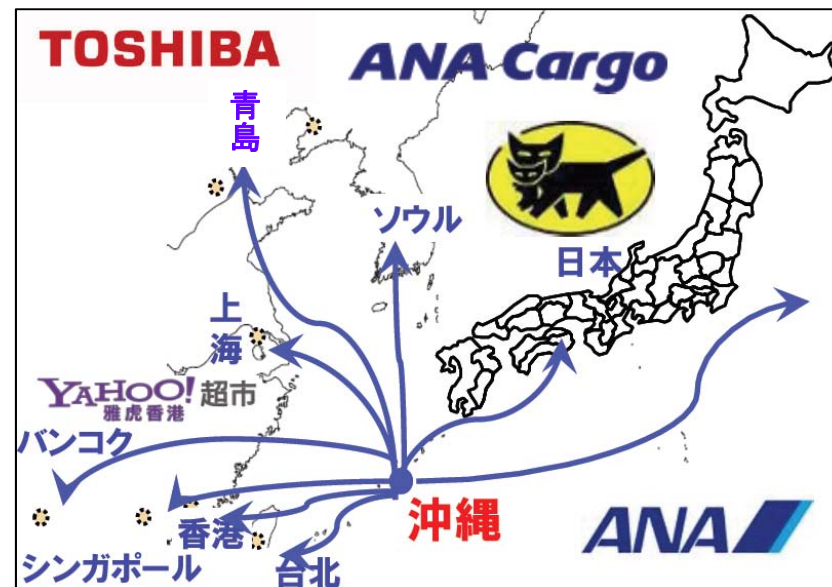 TOSHIBA
ANA Cargo
青島
ソウル
日本
上海
YAHOO! 超市
雅虎香港
バンコク
沖縄
香港
シンガポール
台北
ANA